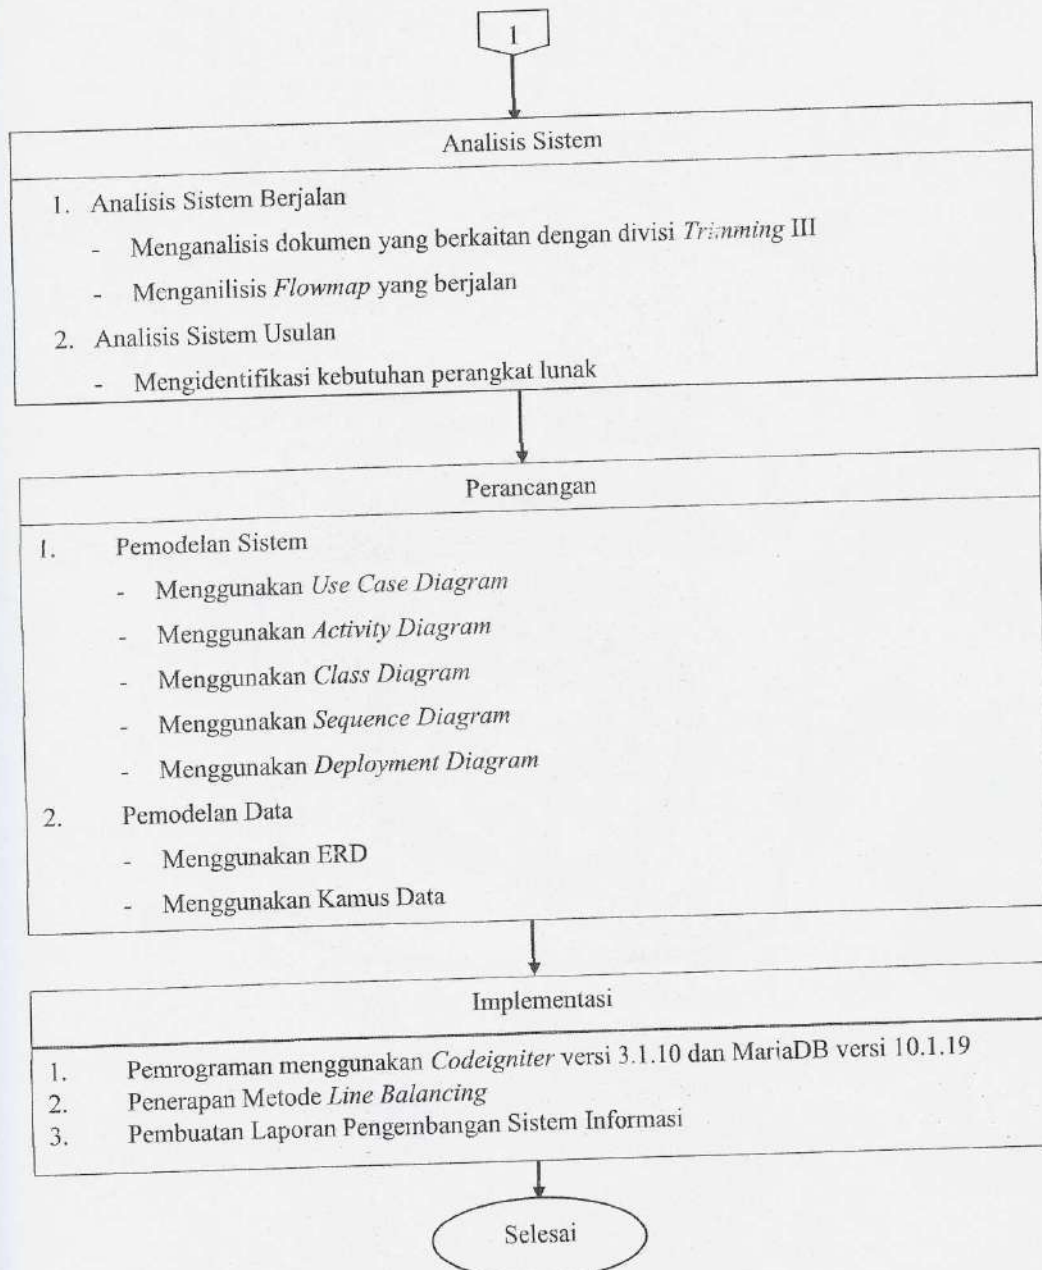 1
Analisis Sistem
1. Analisis Sistem Berjalan
- Menganalisis dokumen yang berkaitan dengan divisi Trimming III
- Menganilisis Flowmap yang berjalan
2. Analisis Sistem Usulan
- Mengidentifikasi kebutuhan perangkat lunak
Perancangan
1. Pemodelan Sistem
- Menggunakan Use Case Diagram
- Menggunakan Activity Diagram
- Menggunakan Class Diagram
- Menggunakan Sequence Diagram
- Menggunakan Deployment Diagram
2. Pemodelan Data
- Menggunakan ERD
- Menggunakan Kamus Data
Implementasi
1. Pemrograman menggunakan Codeigniter versi 3.1.10 dan MariaDB versi 10.1.19
2. Penerapan Metode Line Balancing
3. Pembuatan Laporan Pengembangan Sistem Informasi
Selesai